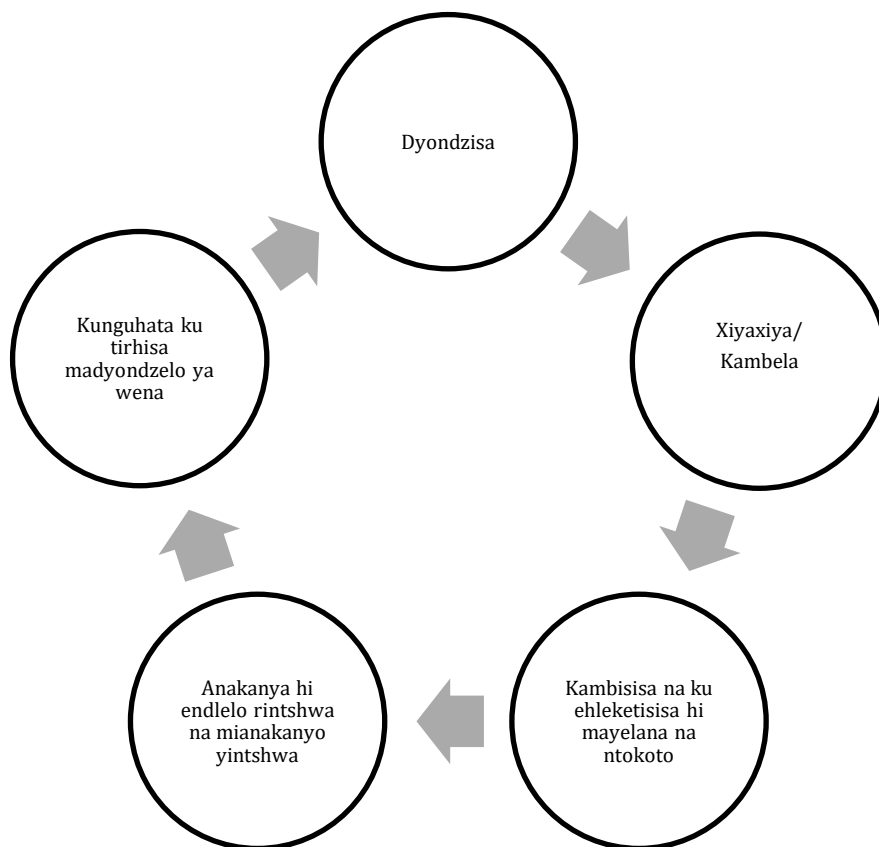 Dyondzisa
Xiyaxiya/
Kambela
Kambisisa na ku
ehleketisisa hi
mayelana na
ntokoto
Anakanya hi
endlelo rintshwa
na mianakanyo
yintshwa
Kunguhata ku
tirhisa
madyondzelo ya
wena